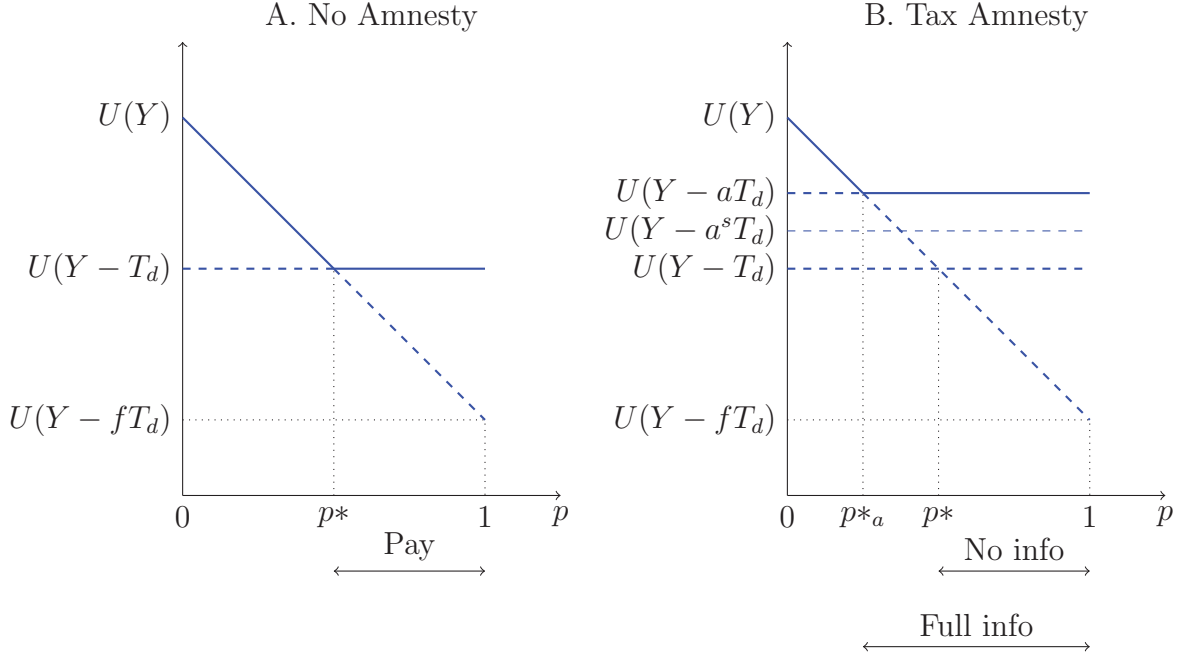 A. No Amnesty
U(Y)
U(Y − T_d)
U(Y − fT_d)
0
p*
1
p
Pay
B. Tax Amnesty
U(Y)
U(Y − aT_d)
U(Y − a^sT_d)
U(Y − T_d)
U(Y − fT_d)
0
p*_a
p*
1
p
No info
Full info